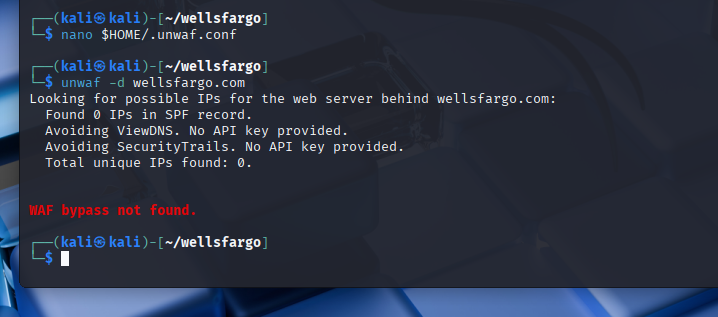 ┌──(kali㉿kali)-[~/wellsfargo]
└─$ nano $HOME/.unwaf.conf
┌──(kali㉿kali)-[~/wellsfargo]
└─$ unwaf -d wellsfargo.com
Looking for possible IPs for the web server behind wellsfargo.com:
Found 0 IPs in SPF record.
Avoiding ViewDNS. No API key provided.
Avoiding SecurityTrails. No API key provided.
Total unique IPs found: 0.
WAF bypass not found.
┌──(kali㉿kali)-[~/wellsfargo]
└─$